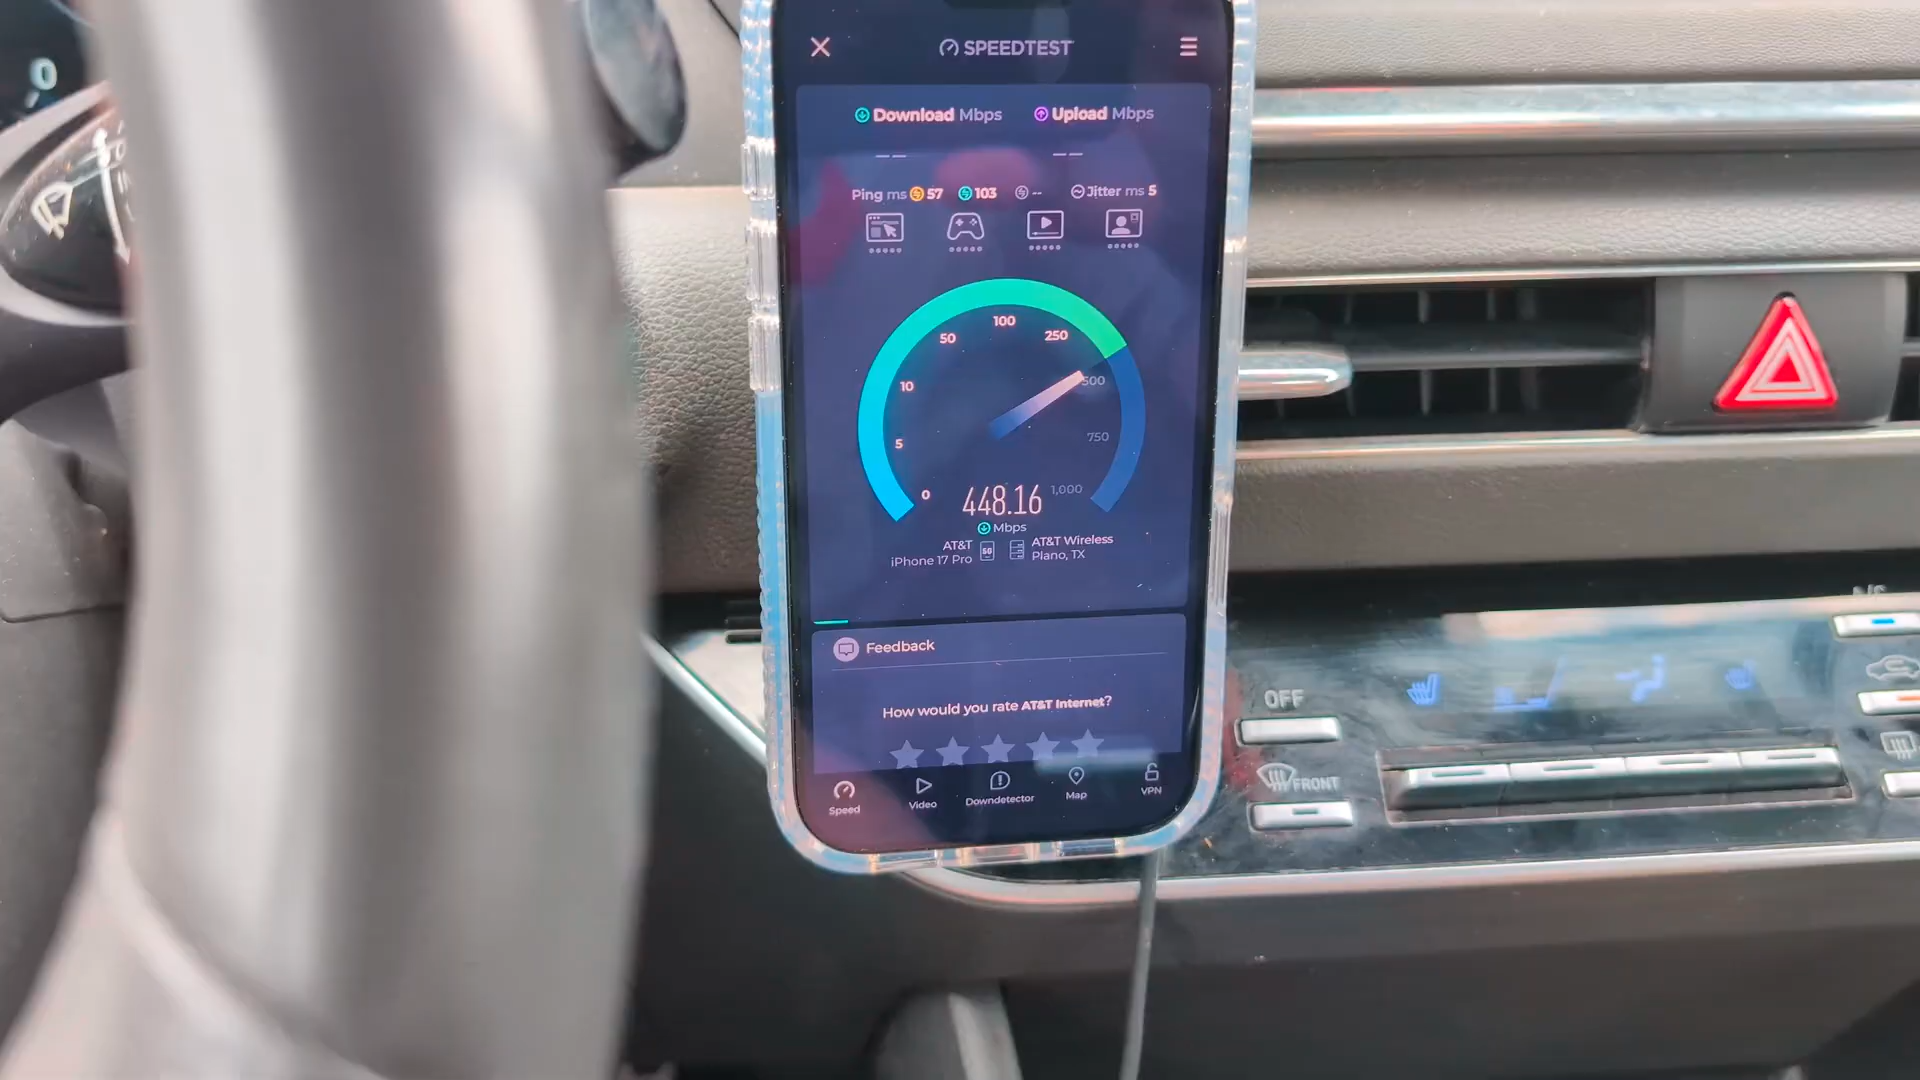 0
SPEEDTEST
Download Mbps Upload Mbps
— — — —
Ping ms 57 103 -- Jitter ms 5
0
5
10
50
100
250
500
750
1,000
448.16
Mbps
AT&T
iPhone 17 Pro
5G
AT&T Wireless
Plano, TX
Feedback
How would you rate AT&T Internet?
Speed Video Downdetector Map VPN
OFF
FRONT